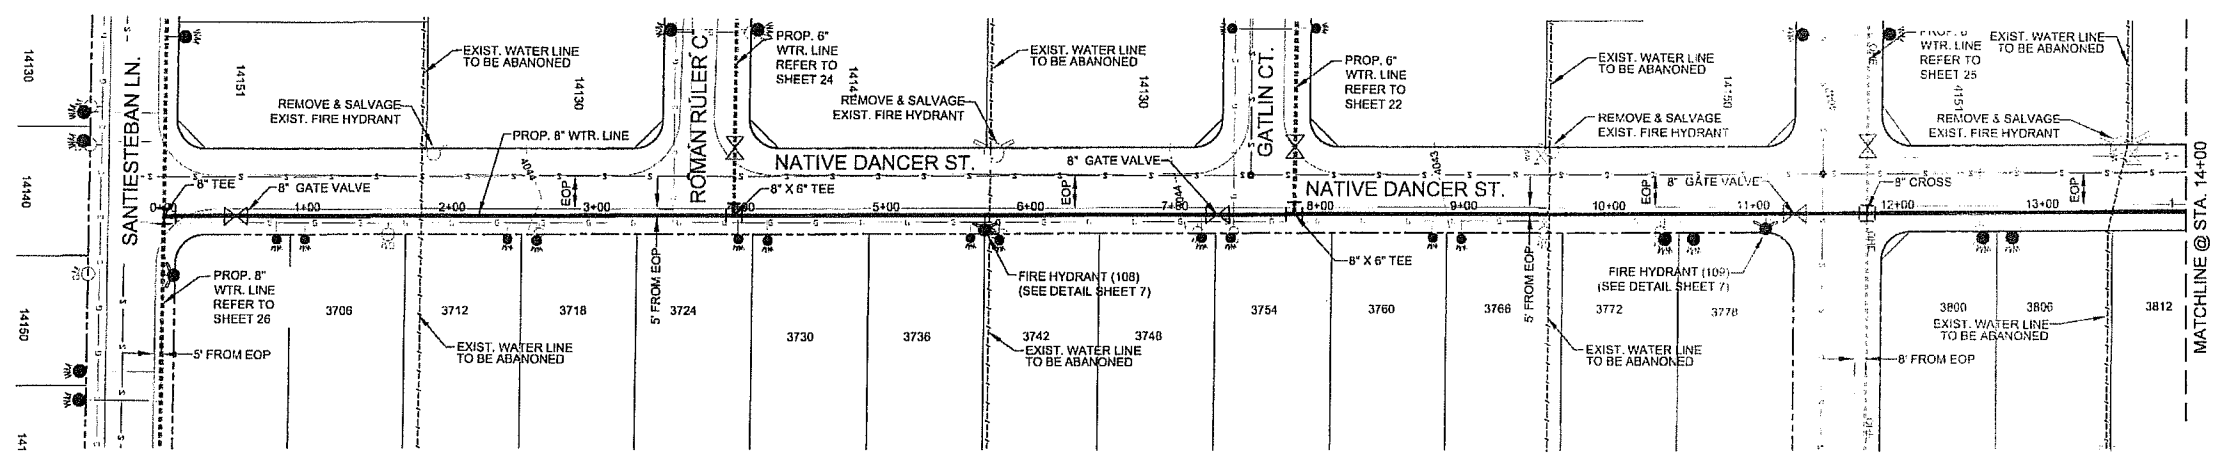 14130
14140
14150
SANTIESTEBAN LN.
14151
EXIST. WATER LINE
TO BE ABANONED
14130
REMOVE & SALVAGE
EXIST. FIRE HYDRANT
PROP. 8" WTR. LINE
4044
ROMAN RULER C
PROP. 6"
WTR. LINE
REFER TO
SHEET 24
EXIST. WATER LINE
TO BE ABANONED
14130
REMOVE & SALVAGE
EXIST. FIRE HYDRANT
NATIVE DANCER ST.
8" GATE VALVE
4044
GATLIN CT.
PROP. 6"
WTR. LINE
REFER TO
SHEET 22
EXIST. WATER LINE
TO BE ABANONED
14150
REMOVE & SALVAGE
EXIST. FIRE HYDRANT
4043
NATIVE DANCER ST.
8" GATE VALVE
WTR. LINE
REFER TO
SHEET 25
EXIST. WATER LINE
TO BE ABANONED
4151
REMOVE & SALVAGE
EXIST. FIRE HYDRANT
8" CROSS
MATCHLINE @ STA. 14+00
8" TEE
8" GATE VALVE
EOP
8" X 6" TEE
EOP
EOP
EOP
0+00
1+00
2+00
3+00
5+00
6+00
7+00
8+00
9+00
10+00
11+00
12+00
13+00
PROP. 8"
WTR. LINE
REFER TO
SHEET 26
5' FROM EOP
3706
3712
EXIST. WATER LINE
TO BE ABANONED
3718
5' FROM EOP
3724
3730
3736
FIRE HYDRANT (108)
(SEE DETAIL SHEET 7)
3742
3748
EXIST. WATER LINE
TO BE ABANONED
3754
8" X 6" TEE
3760
3766
5' FROM EOP
3772
EXIST. WATER LINE
TO BE ABANONED
FIRE HYDRANT (109)
(SEE DETAIL SHEET 7)
3778
8' FROM EOP
3800
3806
EXIST. WATER LINE
TO BE ABANONED
3812